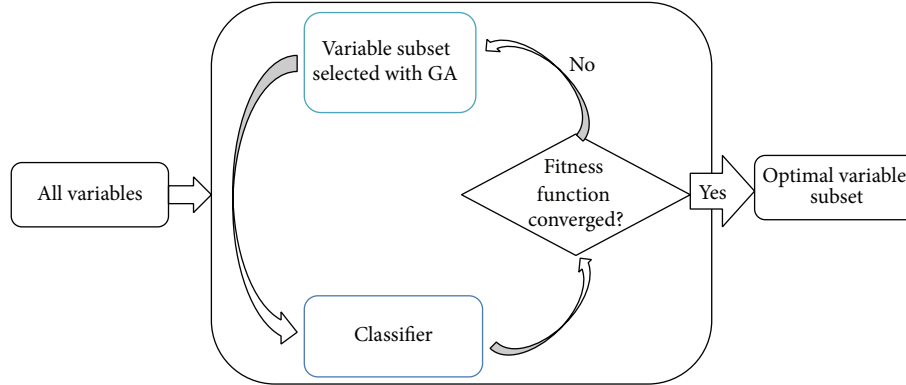 Variable subset
selected with GA
No
All variables
Fitness
function
converged?
Yes
Optimal variable
subset
Classifier